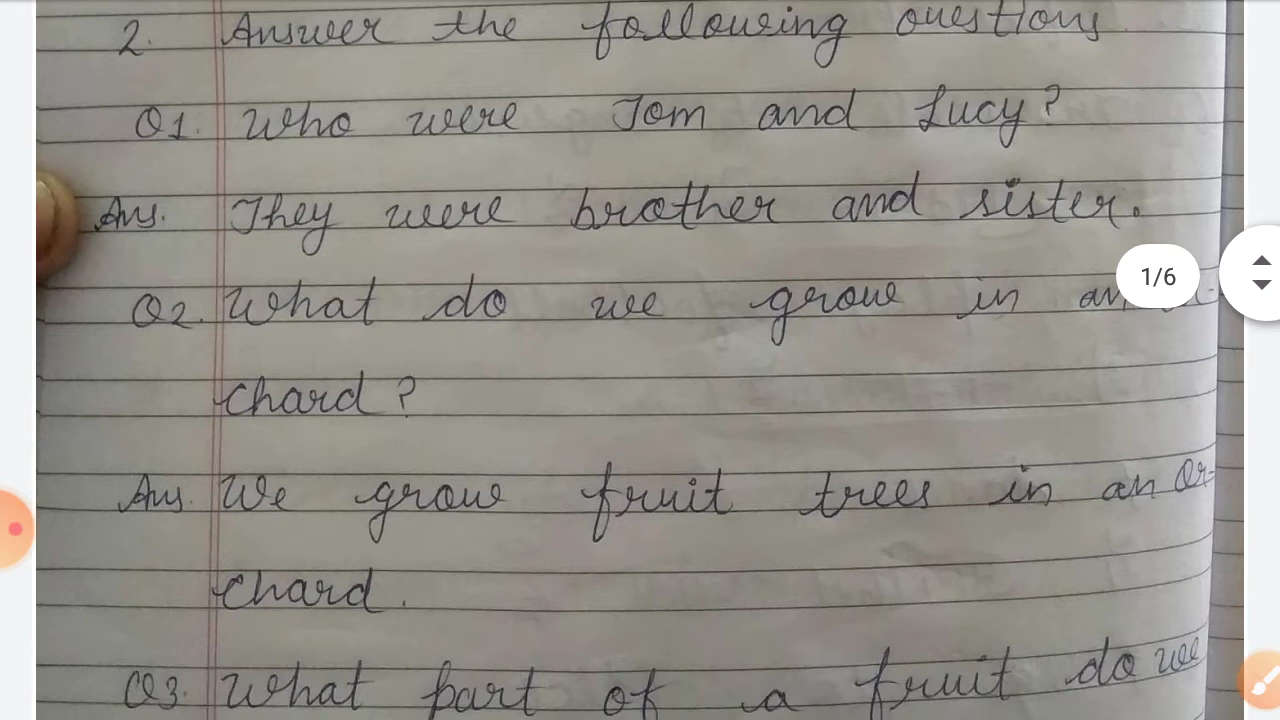 2. Answer the following ouestions.
Q1. Who were Tom and Lucy?
Ans. They were brother and sister.
Q2. What do we grow in an
chard?
1/6
Ans. We grow fruit trees in an Or-
chard.
Q3. What part of a fruit do we